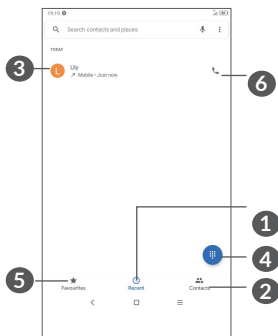 19:19
Search contacts and places
TODAY
3
L
Lily
Mobile • Just now
6
1
4
5
Favourites
Recent
Contacts
2